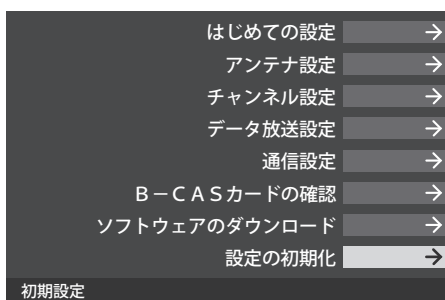 はじめての設定
アンテナ設定
チャンネル設定
データ放送設定
通信設定
B－CASカードの確認
ソフトウェアのダウンロード
設定の初期化
初期設定